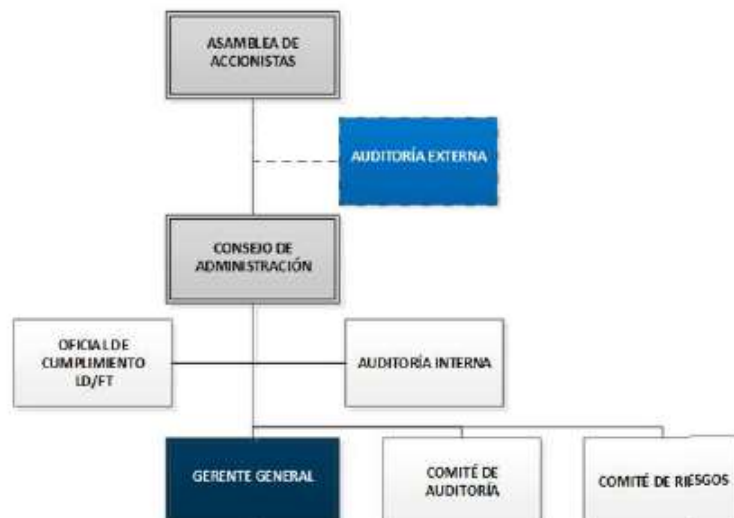 ASAMBLEA DE
ACCIONISTAS
AUDITORÍA EXTERNA
CONSEJO DE
ADMINISTRACIÓN
OFICIAL DE
CUMPLIMIENTO
LD/FT
AUDITORÍA INTERNA
GERENTE GENERAL
COMITÉ DE
AUDITORÍA
COMITÉ DE RIESGOS